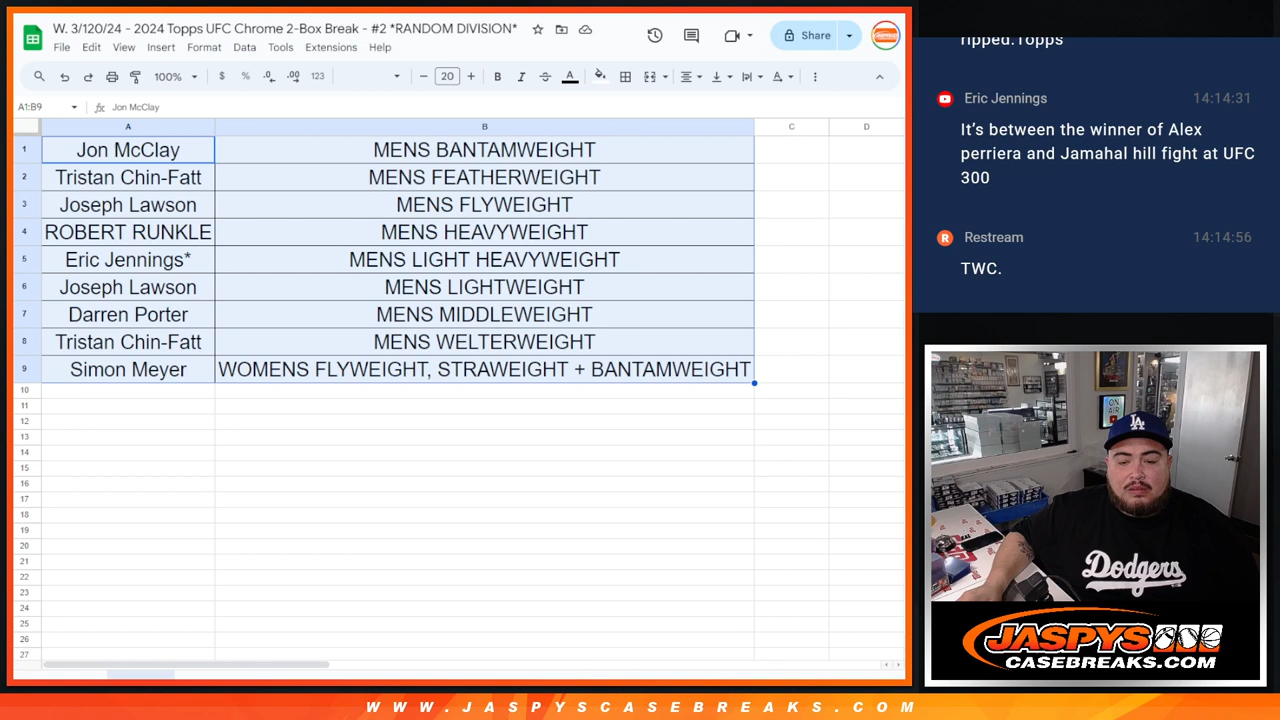 W. 3/120/24 - 2024 Topps UFC Chrome 2-Box Break - #2 *RANDOM DIVISION*
File Edit View Insert Format Data Tools Extensions Help
Share
100% $ % .0 .00 123 20 B I A
A1:B9 fx Jon McClay
A B C D
1 Jon McClay MENS BANTAMWEIGHT
2 Tristan Chin-Fatt MENS FEATHERWEIGHT
3 Joseph Lawson MENS FLYWEIGHT
4 ROBERT RUNKLE MENS HEAVYWEIGHT
5 Eric Jennings* MENS LIGHT HEAVYWEIGHT
6 Joseph Lawson MENS LIGHTWEIGHT
7 Darren Porter MENS MIDDLEWEIGHT
8 Tristan Chin-Fatt MENS WELTERWEIGHT
9 Simon Meyer WOMENS FLYWEIGHT, STRAWEIGHT + BANTAMWEIGHT
10
11
12
13
14
15
16
17
18
19
20
21
22
23
24
25
26
27
ripped.Topps
Eric Jennings 14:14:31
It's between the winner of Alex
perriera and Jamahal hill fight at UFC
300
Restream 14:14:56
TWC.
ON
AIR
LA
Dodgers
JASPYS
CASEBREAKS.COM
WWW.JASPYSCASEBREAKS.COM